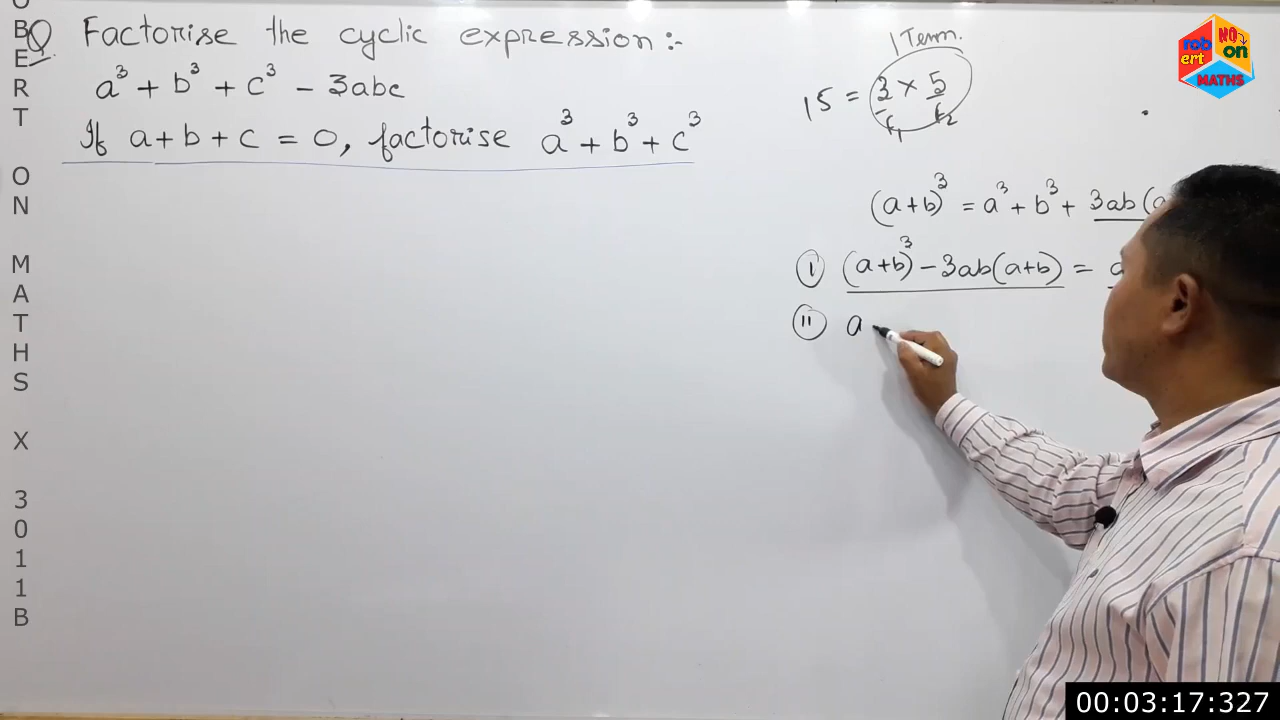 Q Factorise the cyclic expression :-
a³ + b³ + c³ - 3abc
If a + b + c = 0, factorise a³ + b³ + c³
1 Term.
15 = 3 × 5
f1 f2
(a+b)³ = a³ + b³ + 3ab(a
(i) (a+b)³ - 3ab(a+b) = a
(ii) a
OBERT ON MATHS X 3011B
robert NO on MATHS
00:03:17:327